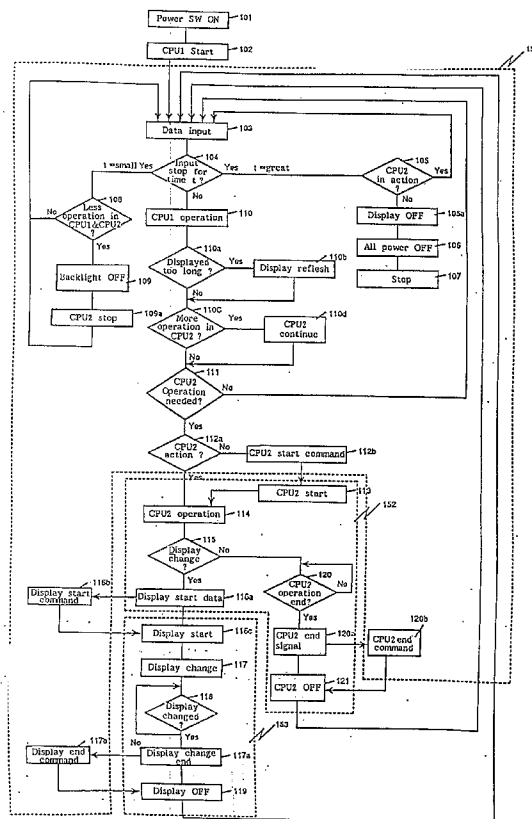 Power SW ON
101
CPU1 Start
102
Data input
103
104
Input
stop for
time t ?
t =small Yes
Yes
t =great
No
105
CPU2
in action
?
Yes
No
Display OFF
105a
All power OFF
106
Stop
107
108
Less
operation in
CPU1&CPU2
?
No
Yes
Backlight OFF
109
CPU2 stop
109a
CPU1 operation
110
110a
Displayed
too long ?
Yes
110b
Display reflesh
No
110C
More
operation in
CPU2 ?
Yes
110d
CPU2
continue
No
111
CPU2
Operation
needed?
No
Yes
112a
CPU2
action ?
No
CPU2 start command
112b
Yes
CPU2 start
113
152
CPU2 operation
114
115
Display
change
?
No
Yes
116b
Display start
command
Display start data
116a
120
CPU2
operation
end?
No
Yes
CPU2 end
signal
120a
120b
CPU2 end
command
Display start
116c
Display change
117
CPU2 OFF
121
118
Display
changed?
Yes
153
117b
Display end
command
No
Display change
end
117a
Display OFF
119